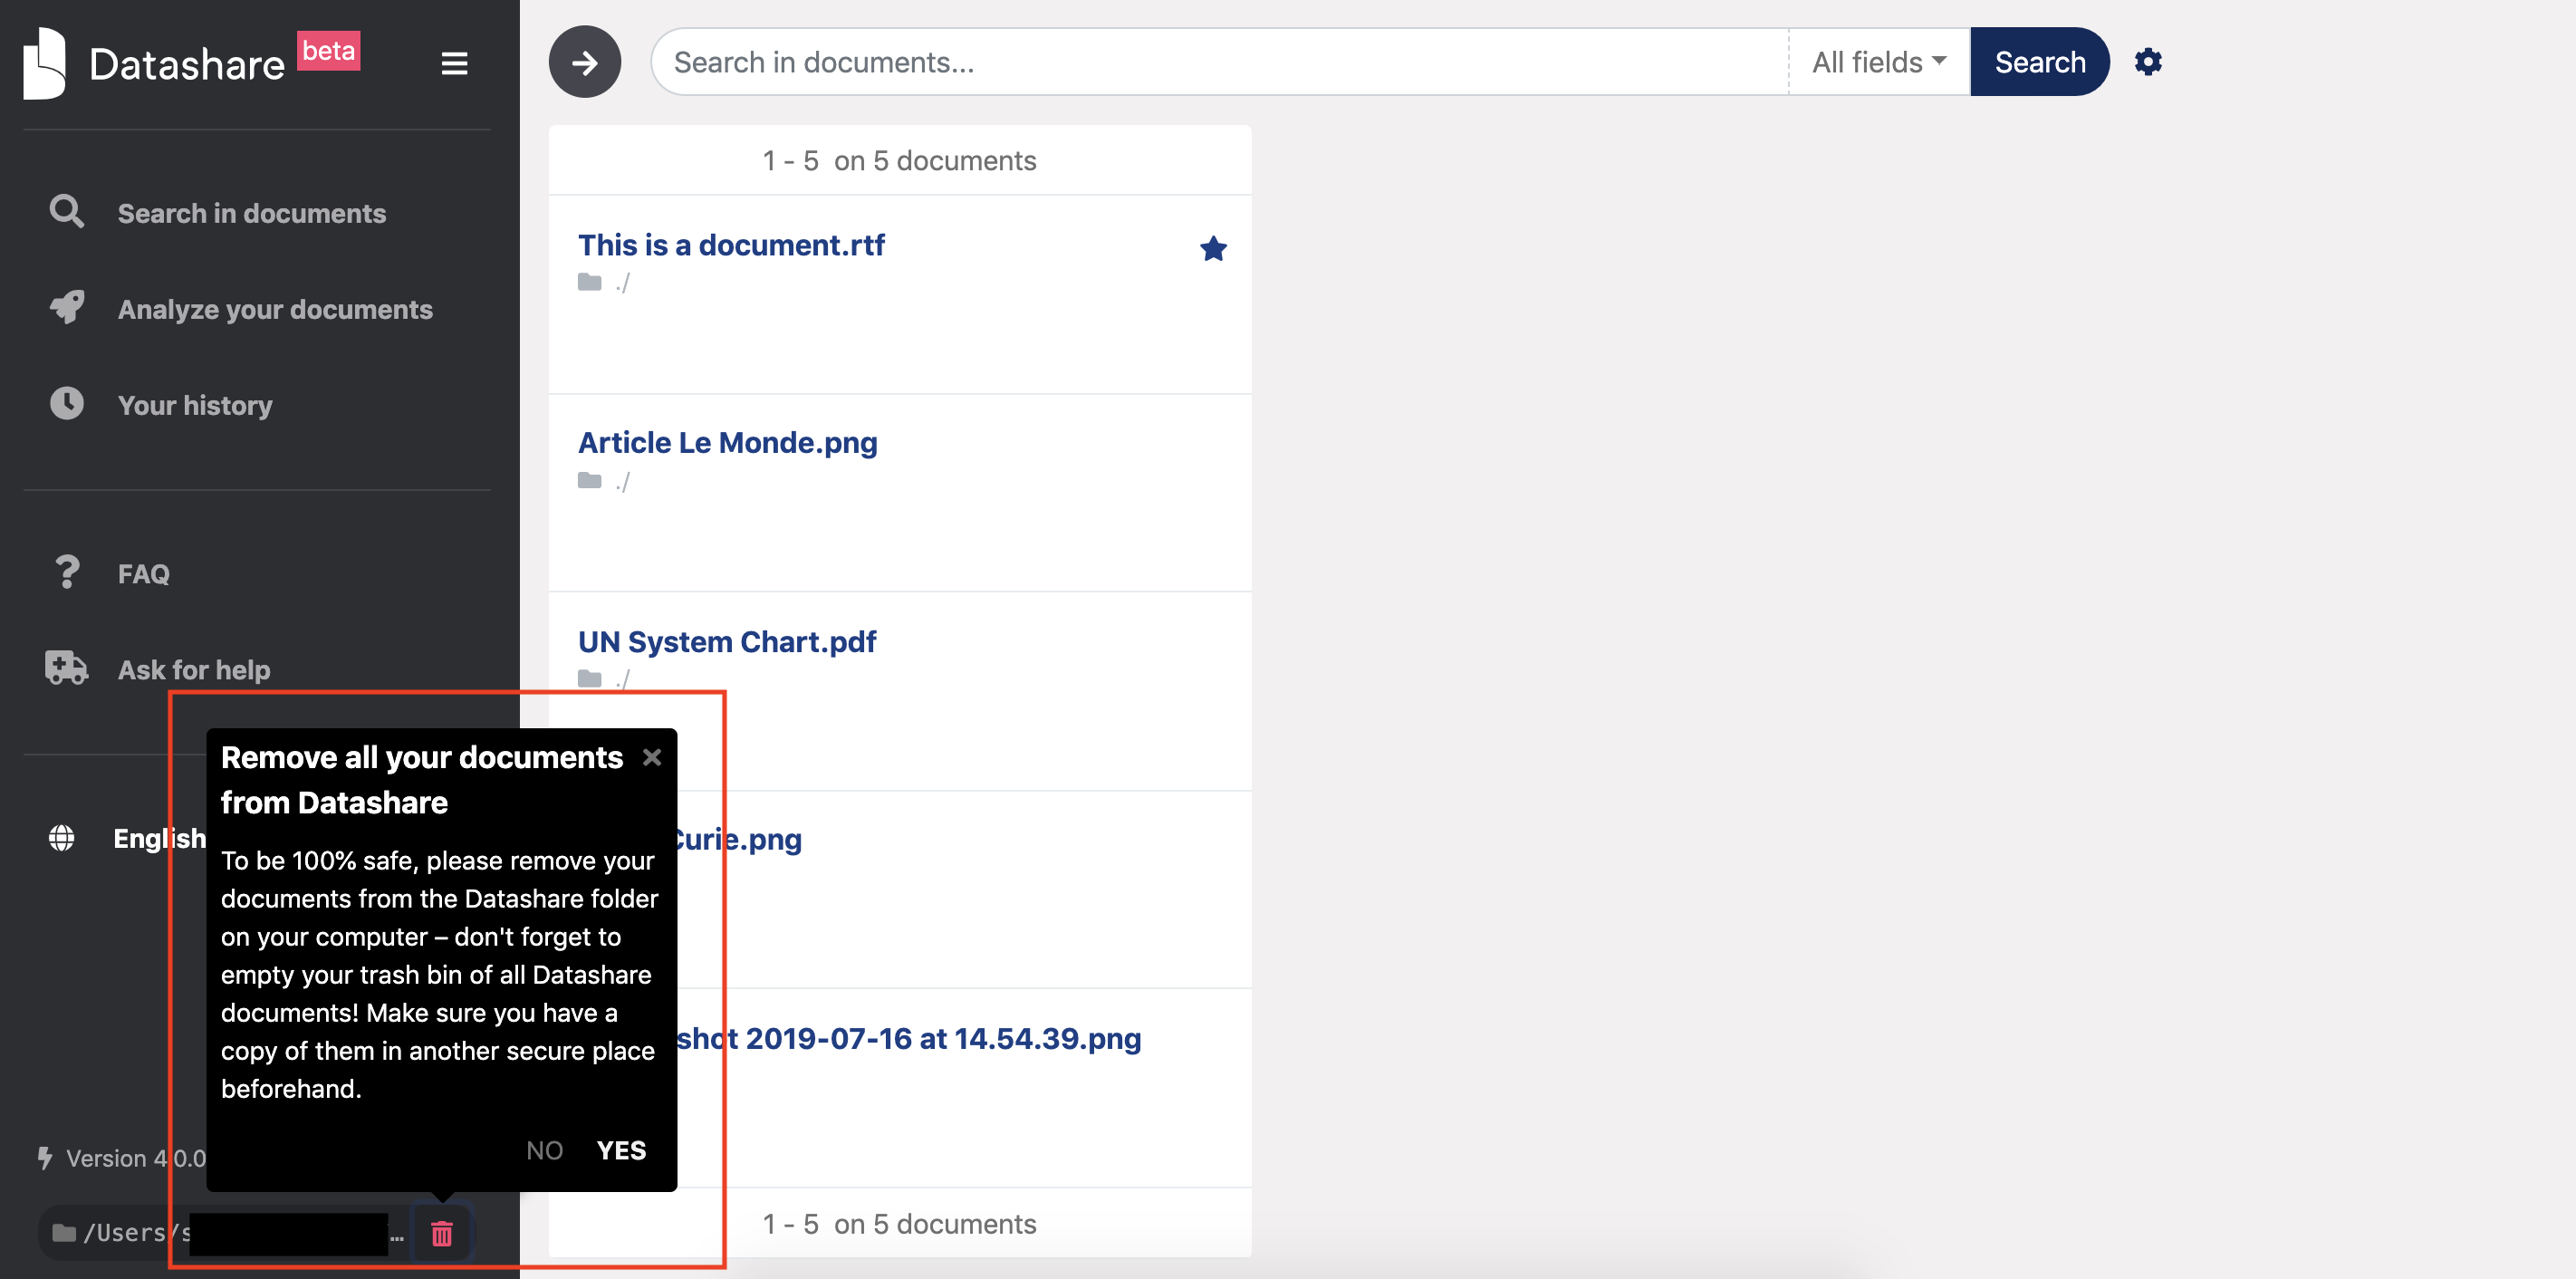 Datashare beta
Search in documents
Analyze your documents
Your history
FAQ
Ask for help
English
Version 4.0.0
/Users/s
...
Remove all your documents
from Datashare
To be 100% safe, please remove your
documents from the Datashare folder
on your computer – don't forget to
empty your trash bin of all Datashare
documents! Make sure you have a
copy of them in another secure place
beforehand.
NO YES
Search in documents...
All fields
Search
1 - 5 on 5 documents
This is a document.rtf
./
Article Le Monde.png
./
UN System Chart.pdf
./
Curie.png
shot 2019-07-16 at 14.54.39.png
1 - 5 on 5 documents